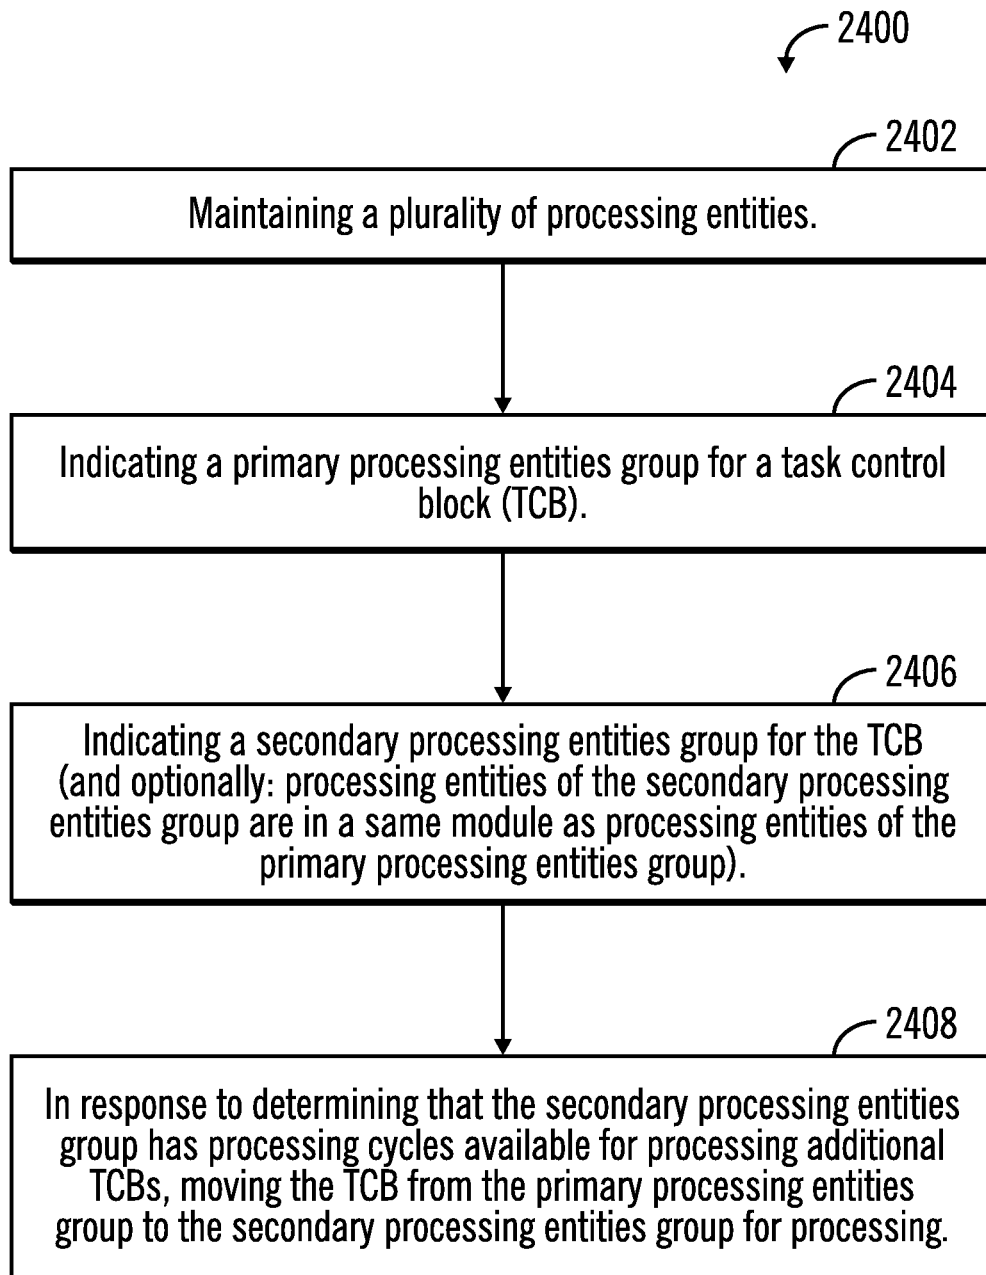 2400
2402
Maintaining a plurality of processing entities.
2404
Indicating a primary processing entities group for a task control
block (TCB).
2406
Indicating a secondary processing entities group for the TCB
(and optionally: processing entities of the secondary processing
entities group are in a same module as processing entities of the
primary processing entities group).
2408
In response to determining that the secondary processing entities
group has processing cycles available for processing additional
TCBs, moving the TCB from the primary processing entities
group to the secondary processing entities group for processing.